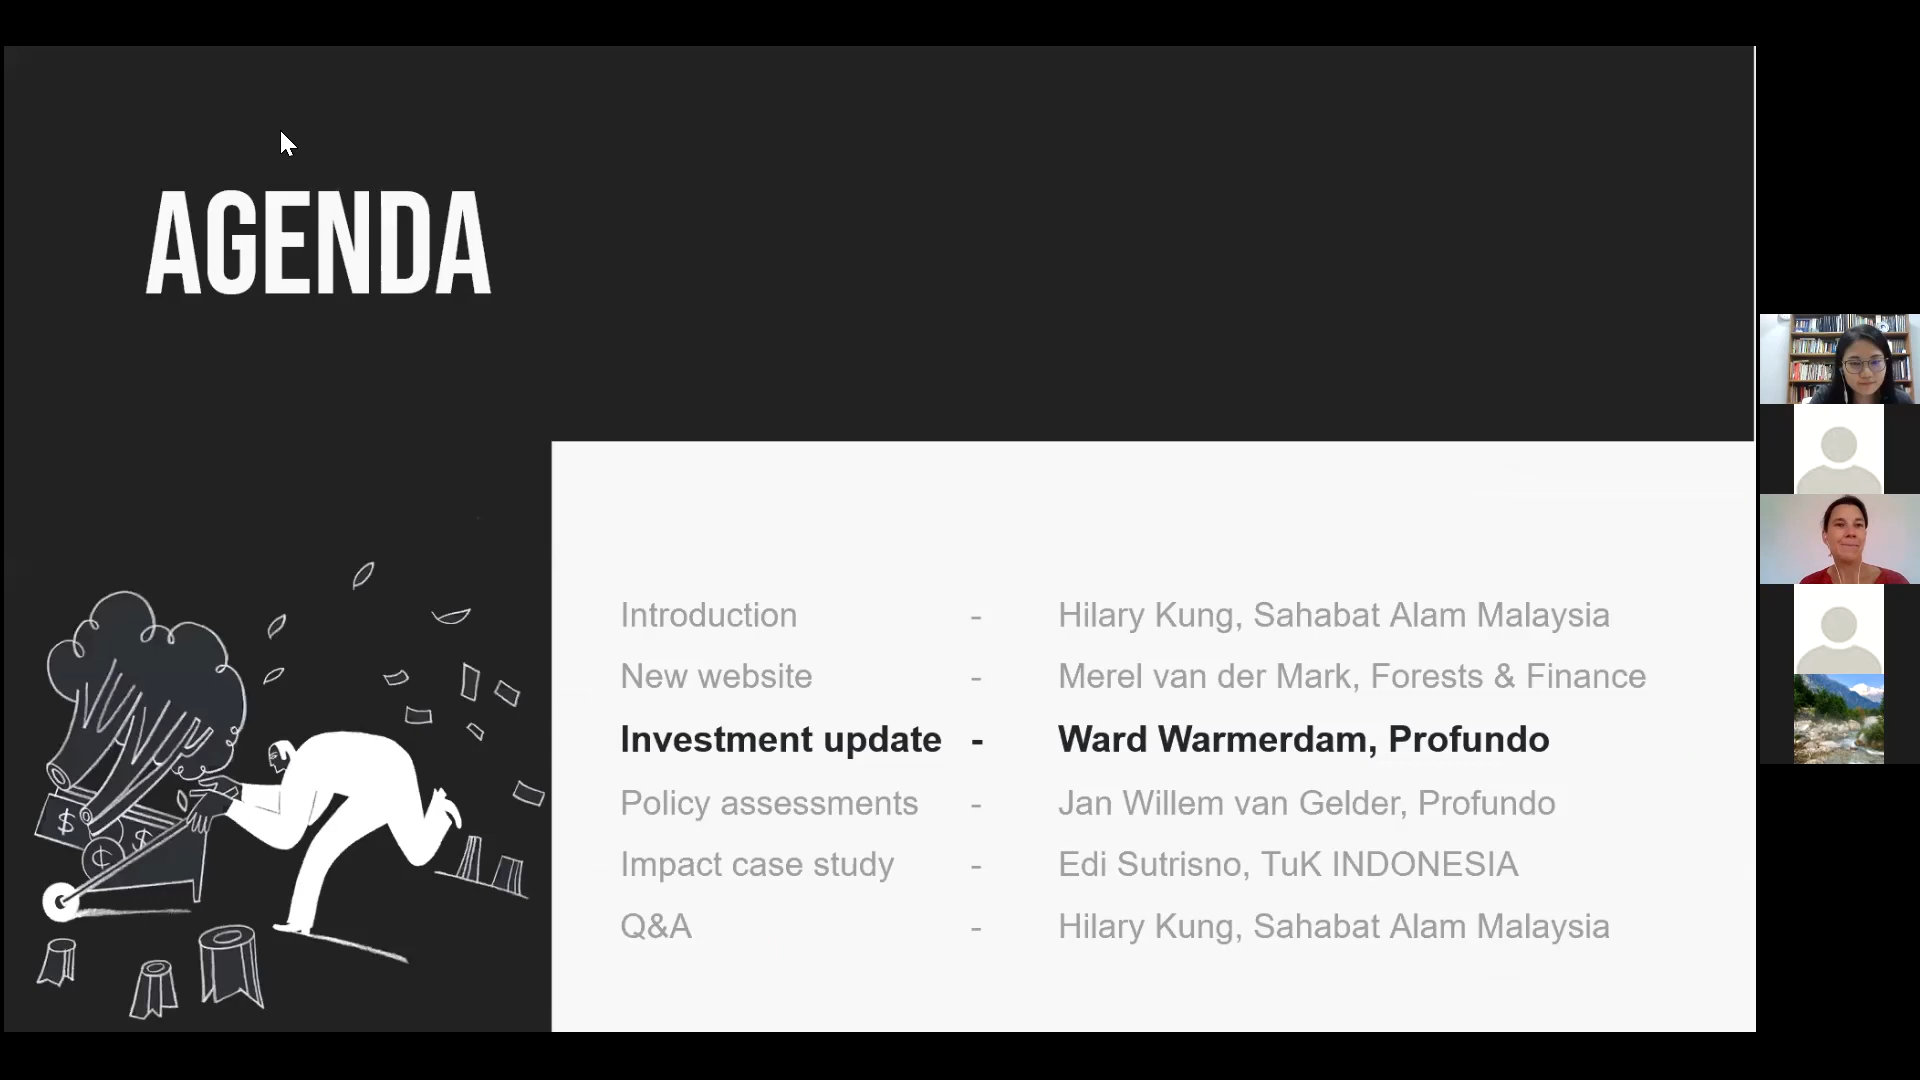 AGENDA
Introduction - Hilary Kung, Sahabat Alam Malaysia
New website - Merel van der Mark, Forests & Finance
Investment update - Ward Warmerdam, Profundo
Policy assessments - Jan Willem van Gelder, Profundo
Impact case study - Edi Sutrisno, TuK INDONESIA
Q&A - Hilary Kung, Sahabat Alam Malaysia
$
$
¢